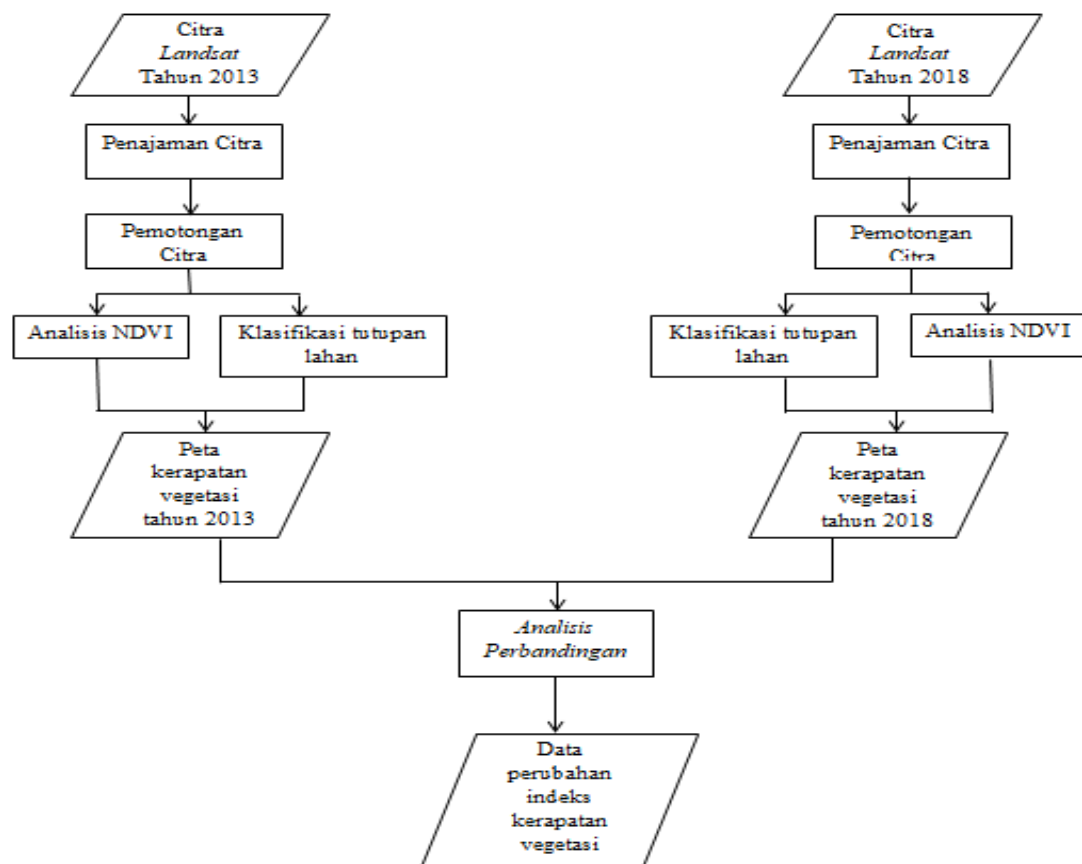 Citra
Landsat
Tahun 2013
Citra
Landsat
Tahun 2018
Penajaman Citra
Penajaman Citra
Pemotongan
Citra
Pemotongan
Citra
Analisis NDVI
Klasifikasi tutupan
lahan
Klasifikasi tutupan
lahan
Analisis NDVI
Peta
kerapatan
vegetasi
tahun 2013
Peta
kerapatan
vegetasi
tahun 2018
Analisis
Perbandingan
Data
perubahan
indeks
kerapatan
vegetasi